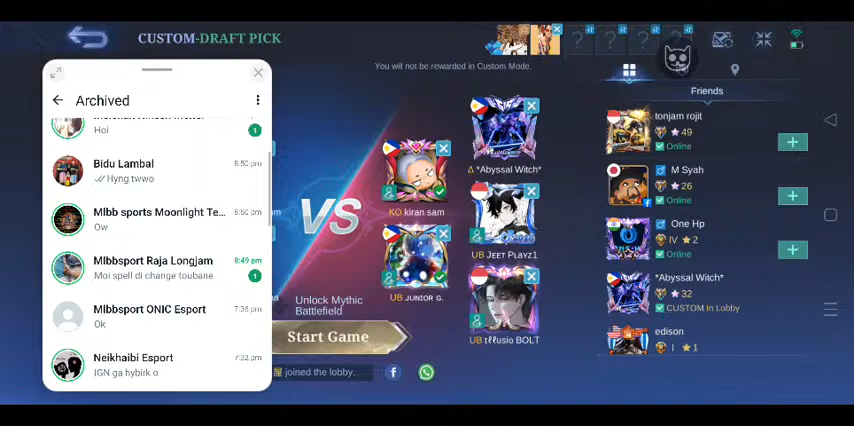 CUSTOM-DRAFT PICK
You will not be rewarded in Custom Mode.
Archived
Hoi
1
Bidu Lambal
8:50 pm
Hyng twwo
Mlbb sports Moonlight Te...
8:50 pm
Ow
Mlbbsport Raja Longjam
8:49 pm
Moi spell di change toubane
1
Mlbbsport ONIC Esport
7:36 pm
Ok
Neikhaibi Esport
7:32 pm
IGN ga hybirk o
VS
KO kiran sam
UB JUNIOR G.
Δ *Abyssal Witch*
UB JEET PLAYZ1
UB tℓℓusio BOLT
Unlock Mythic
Battlefield
Start Game
joined the lobby.
Friends
tonjam rojit
49
Online
M Syah
26
Online
One Hp
IV 2
Online
*Abyssal Witch*
32
CUSTOM In Lobby
edison
I 1